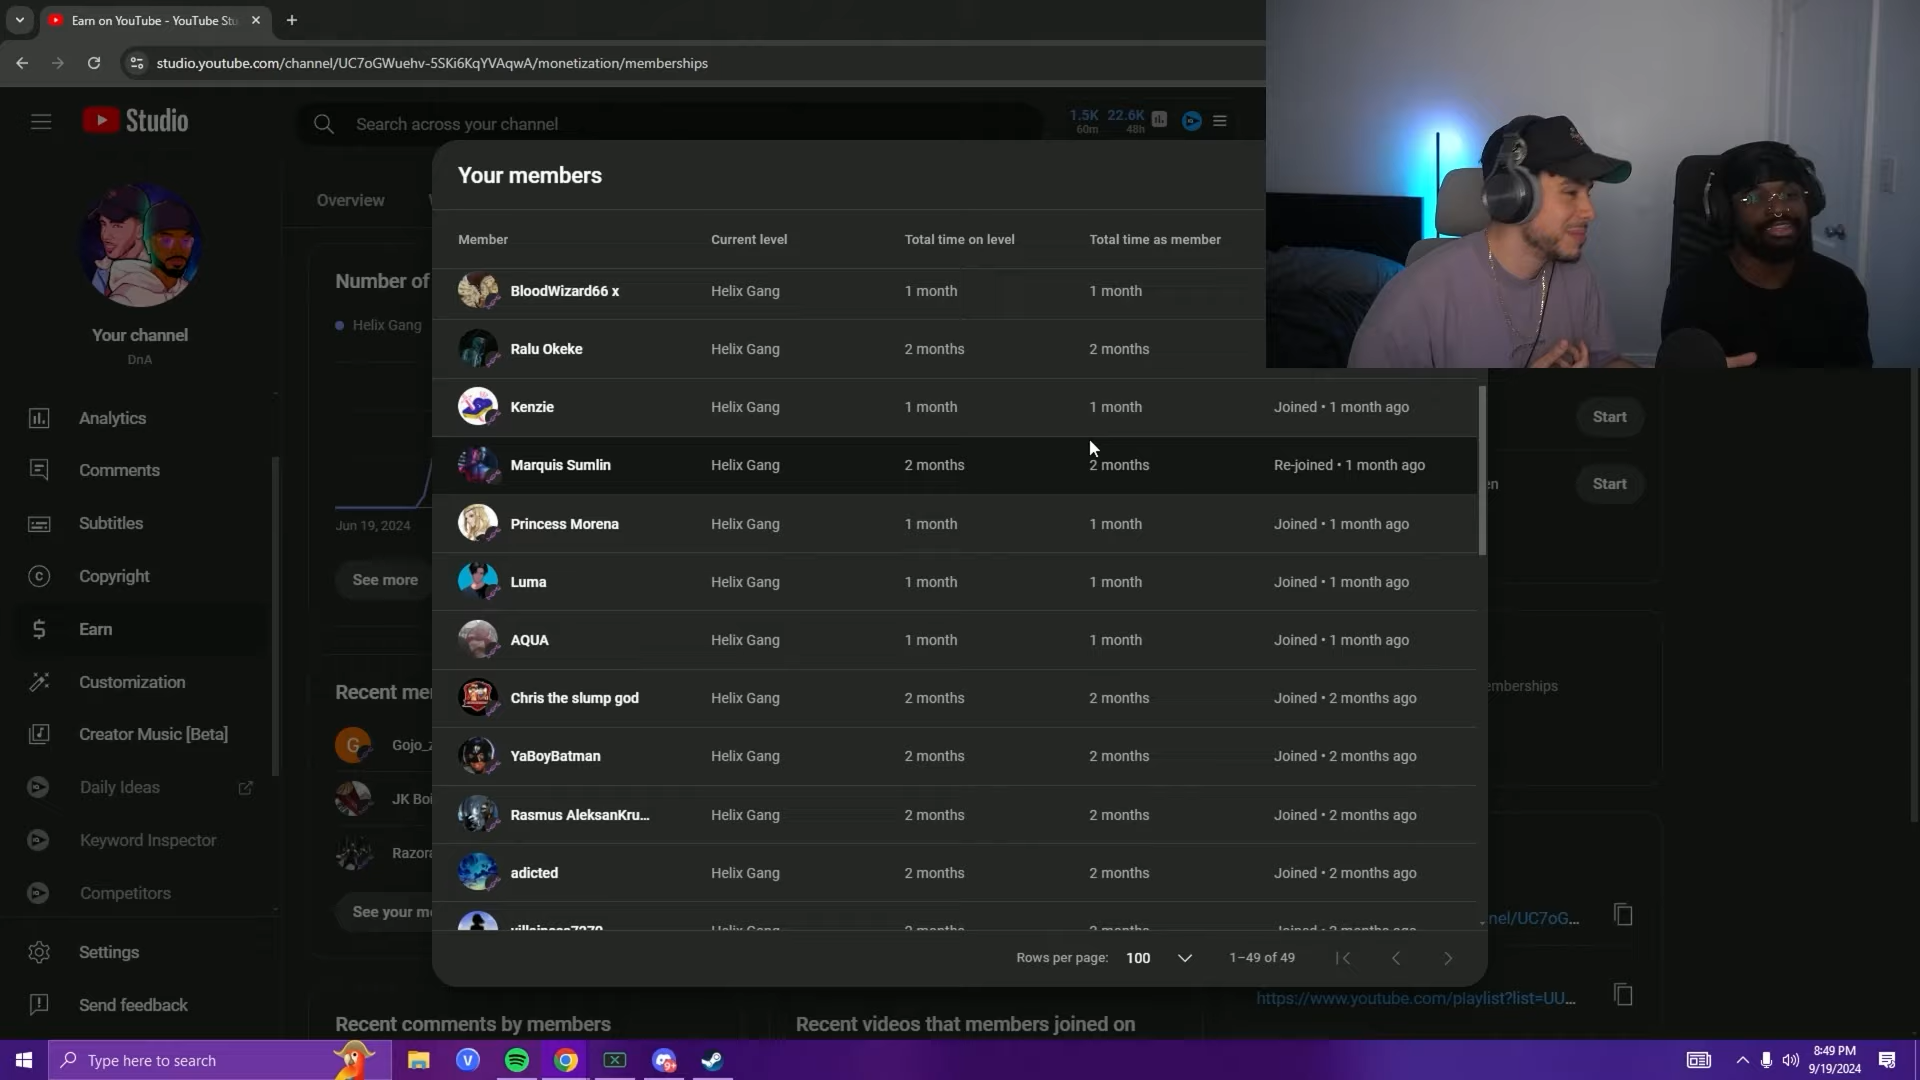 Earn on YouTube - YouTube Stu
studio.youtube.com/channel/UC7oGWuehv-5SKi6KqYVAqwA/monetization/memberships
Studio
Search across your channel
1.5K 22.6K
60m 48h
Your channel
DnA
Analytics
Comments
Subtitles
Copyright
Earn
Customization
Creator Music [Beta]
Daily Ideas
Keyword Inspector
Competitors
Settings
Send feedback
Overview
Number of
Helix Gang
Jun 19, 2024
See more
Recent me
Gojo_
JK Boi
Razora
See your m
Recent comments by members
Recent videos that members joined on
Your members
Member Current level Total time on level Total time as member
BloodWizard66 x Helix Gang 1 month 1 month
Ralu Okeke Helix Gang 2 months 2 months
Kenzie Helix Gang 1 month 1 month Joined • 1 month ago
Marquis Sumlin Helix Gang 2 months 2 months Re-joined • 1 month ago
Princess Morena Helix Gang 1 month 1 month Joined • 1 month ago
Luma Helix Gang 1 month 1 month Joined • 1 month ago
AQUA Helix Gang 1 month 1 month Joined • 1 month ago
Chris the slump god Helix Gang 2 months 2 months Joined • 2 months ago
YaBoyBatman Helix Gang 2 months 2 months Joined • 2 months ago
Rasmus AleksanKru... Helix Gang 2 months 2 months Joined • 2 months ago
adicted Helix Gang 2 months 2 months Joined • 2 months ago
Rows per page: 100 1–49 of 49
Start
en Start
emberships
nel/UC7oG...
https://www.youtube.com/playlist?list=UU...
Type here to search
8:49 PM
9/19/2024